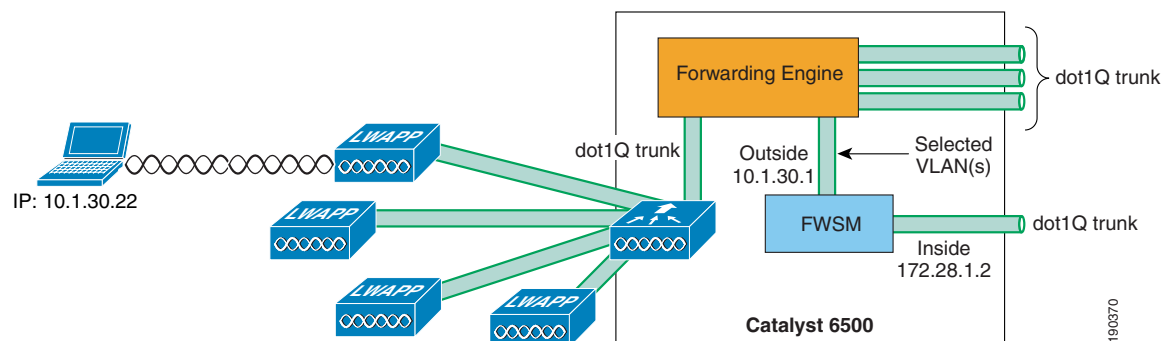 Forwarding Engine
dot1Q trunk
LWAPP
dot1Q trunk
Outside
10.1.30.1
Selected
VLAN(s)
IP: 10.1.30.22
LWAPP
FWSM
dot1Q trunk
Inside
172.28.1.2
LWAPP
LWAPP
Catalyst 6500
190370